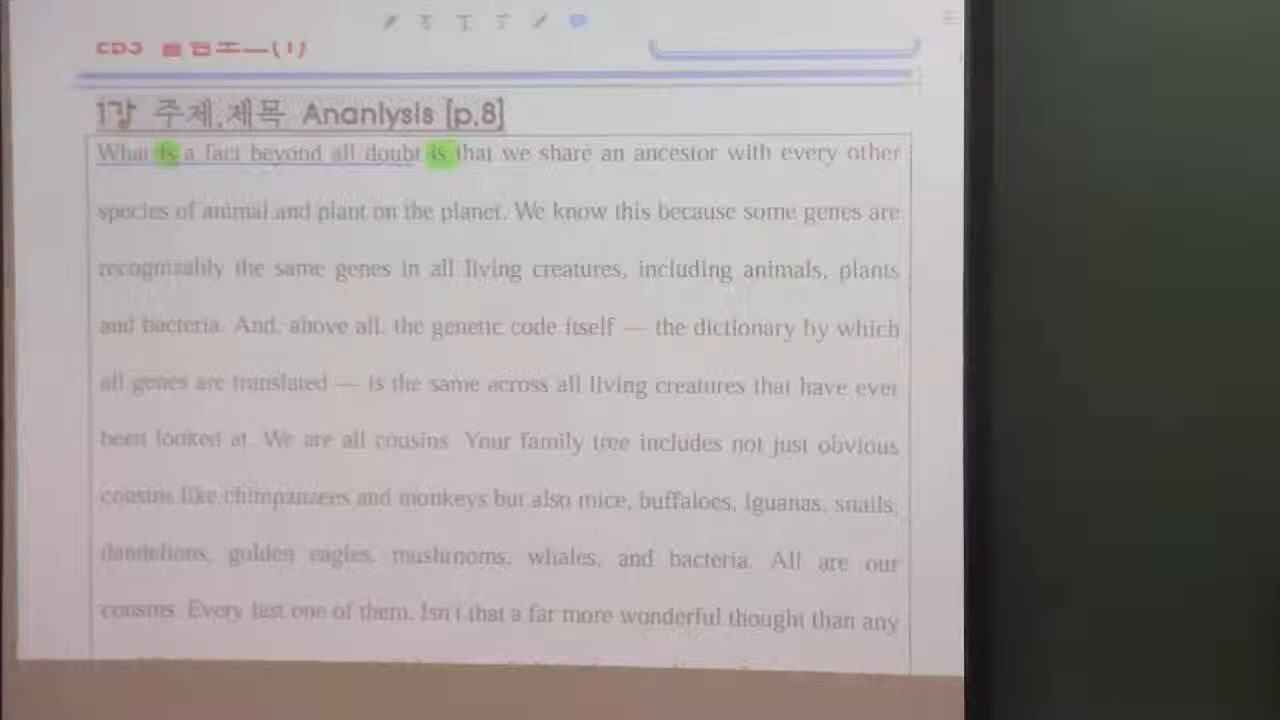 1강 주제,제목 Ananlysis [p.8]
What is a fact beyond all doubt is that we share an ancestor with every other
species of animal and plant on the planet. We know this because some genes are
recognizably the same genes in all living creatures, including animals, plants
and bacteria. And, above all, the genetic code itself — the dictionary by which
all genes are translated — is the same across all living creatures that have ever
been looked at. We are all cousins. Your family tree includes not just obvious
cousins like chimpanzees and monkeys but also mice, buffaloes, iguanas, snails,
dandelions, golden eagles, mushrooms, whales, and bacteria. All are our
cousins. Every last one of them. Isn't that a far more wonderful thought than any